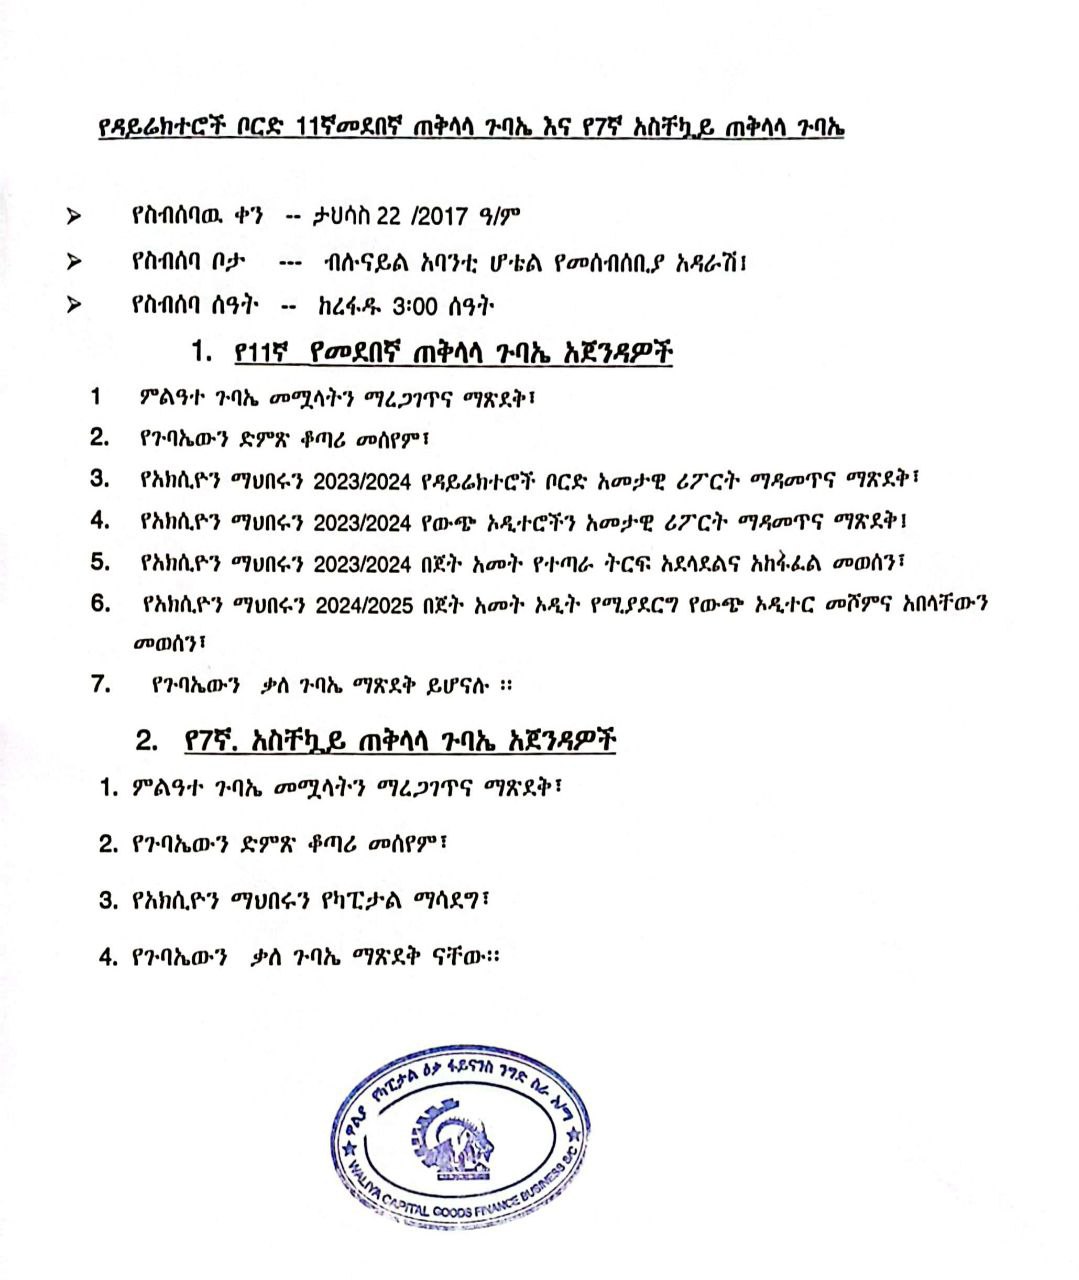 የዳይሬክተሮች ቦርድ 11ኛመደበኛ ጠቅላላ ጉባኤ እና የ7ኛ አስቸኳይ ጠቅላላ ጉባኤ
➢ የስብሰባዉ ቀን -- ታህሳስ 22 /2017 ዓ/ም
➢ የስብሰባ ቦታ --- ብሉናይል አባንቲ ሆቴል የመሰብሰቢያ አዳራሽ፤
➢ የስብሰባ ሰዓት -- ከረፋዱ 3፡00 ሰዓት
1. የ11ኛ የመደበኛ ጠቅላላ ጉባኤ አጀንዳዎች
1 ምልዓተ ጉባኤ መሟላትን ማረጋገጥና ማጽደቅ፣
2. የጉባኤውን ድምጽ ቆጣሪ መሰየም፣
3. የአክሲዮን ማህበሩን 2023/2024 የዳይሬክተሮች ቦርድ አመታዊ ሪፖርት ማዳመጥና ማጽደቅ፣
4. የአክሲዮን ማህበሩን 2023/2024 የውጭ ኦዲተሮችን አመታዊ ሪፖርት ማዳመጥና ማጽደቅ፤
5. የአክሲዮን ማህበሩን 2023/2024 በጀት አመት የተጣራ ትርፍ አደላደልና አከፋፈል መወሰን፣
6. የአክሲዮን ማህበሩን 2024/2025 በጀት አመት ኦዲት የሚያደርግ የውጭ ኦዲተር መሾምና አበላቸውን
መወሰን፣
7. የጉባኤውን ቃለ ጉባኤ ማጽደቅ ይሆናሉ ።
2. የ7ኛ. አስቸኳይ ጠቅላላ ጉባኤ አጀንዳዎች
1. ምልዓተ ጉባኤ መሟላትን ማረጋገጥና ማጽደቅ፣
2. የጉባኤውን ድምጽ ቆጣሪ መሰየም፣
3. የአክሲዮን ማህበሩን የካፒታል ማሳደግ፣
4. የጉባኤውን ቃለ ጉባኤ ማጽደቅ ናቸው።
ዋሊያ የካፒታል ዕቃ ፋይናንስ ንግድ ስራ አ/ማ
WALIYA CAPITAL GOODS FINANCE BUSINESS S/C